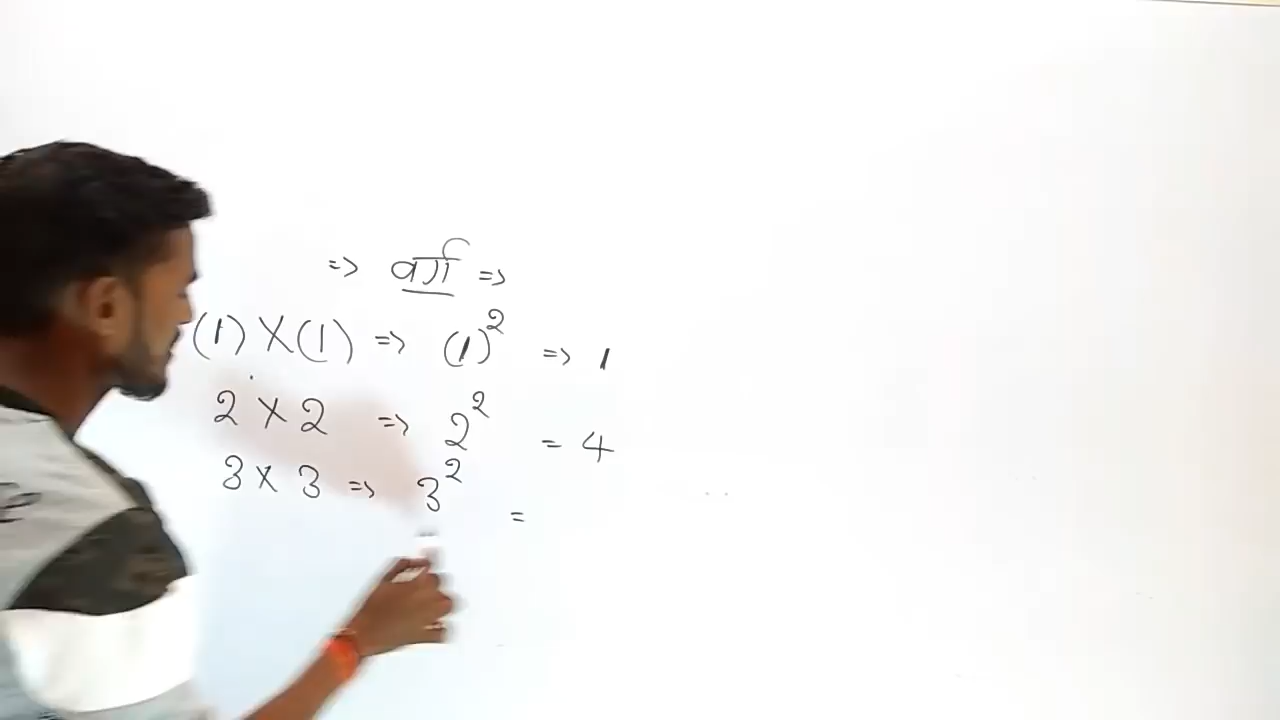 => वर्ग =>
(1) X (1) => (1)² => 1
2 X 2 => 2² = 4
3 X 3 => 3² =